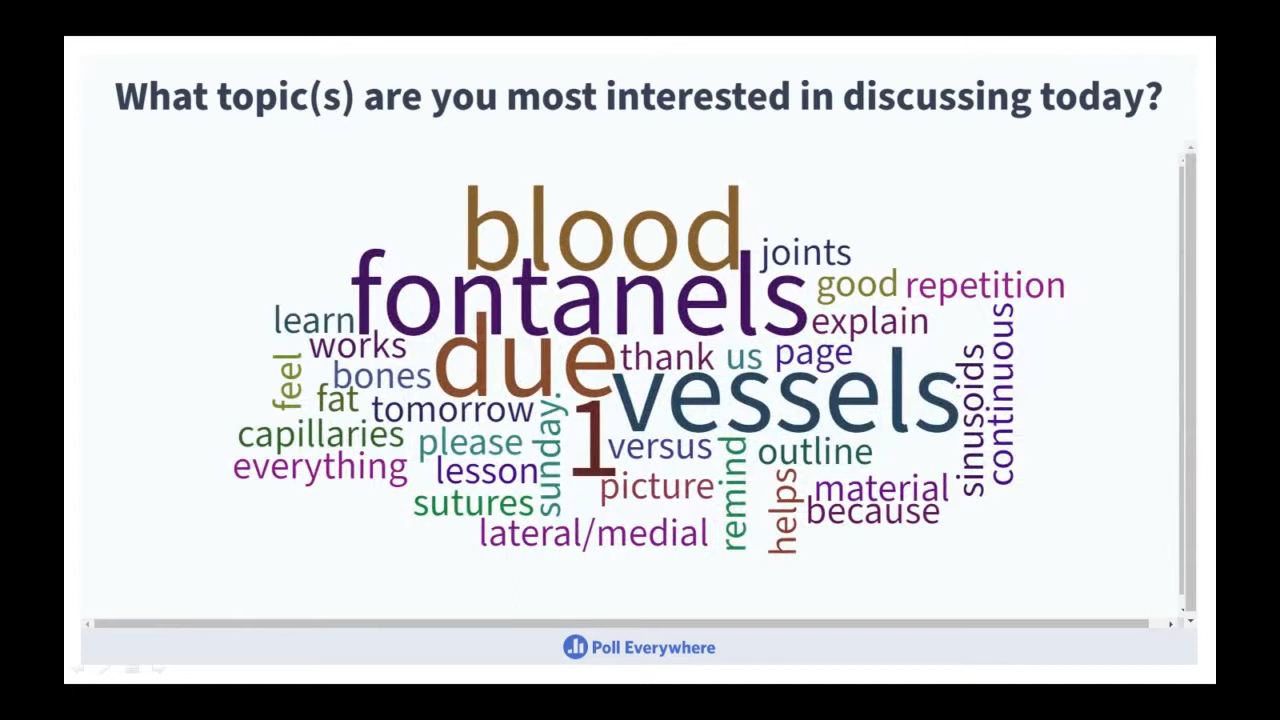 What topic(s) are you most interested in discussing today?
blood
joints
fontanels
good
repetition
learn
explain
works
due
thank
us
page
feel
bones
vessels
sinusoids
continuous
fat
tomorrow
sunday.
1
capillaries
please
versus
remind
outline
everything
lesson
picture
helps
material
sutures
because
lateral/medial
Poll Everywhere